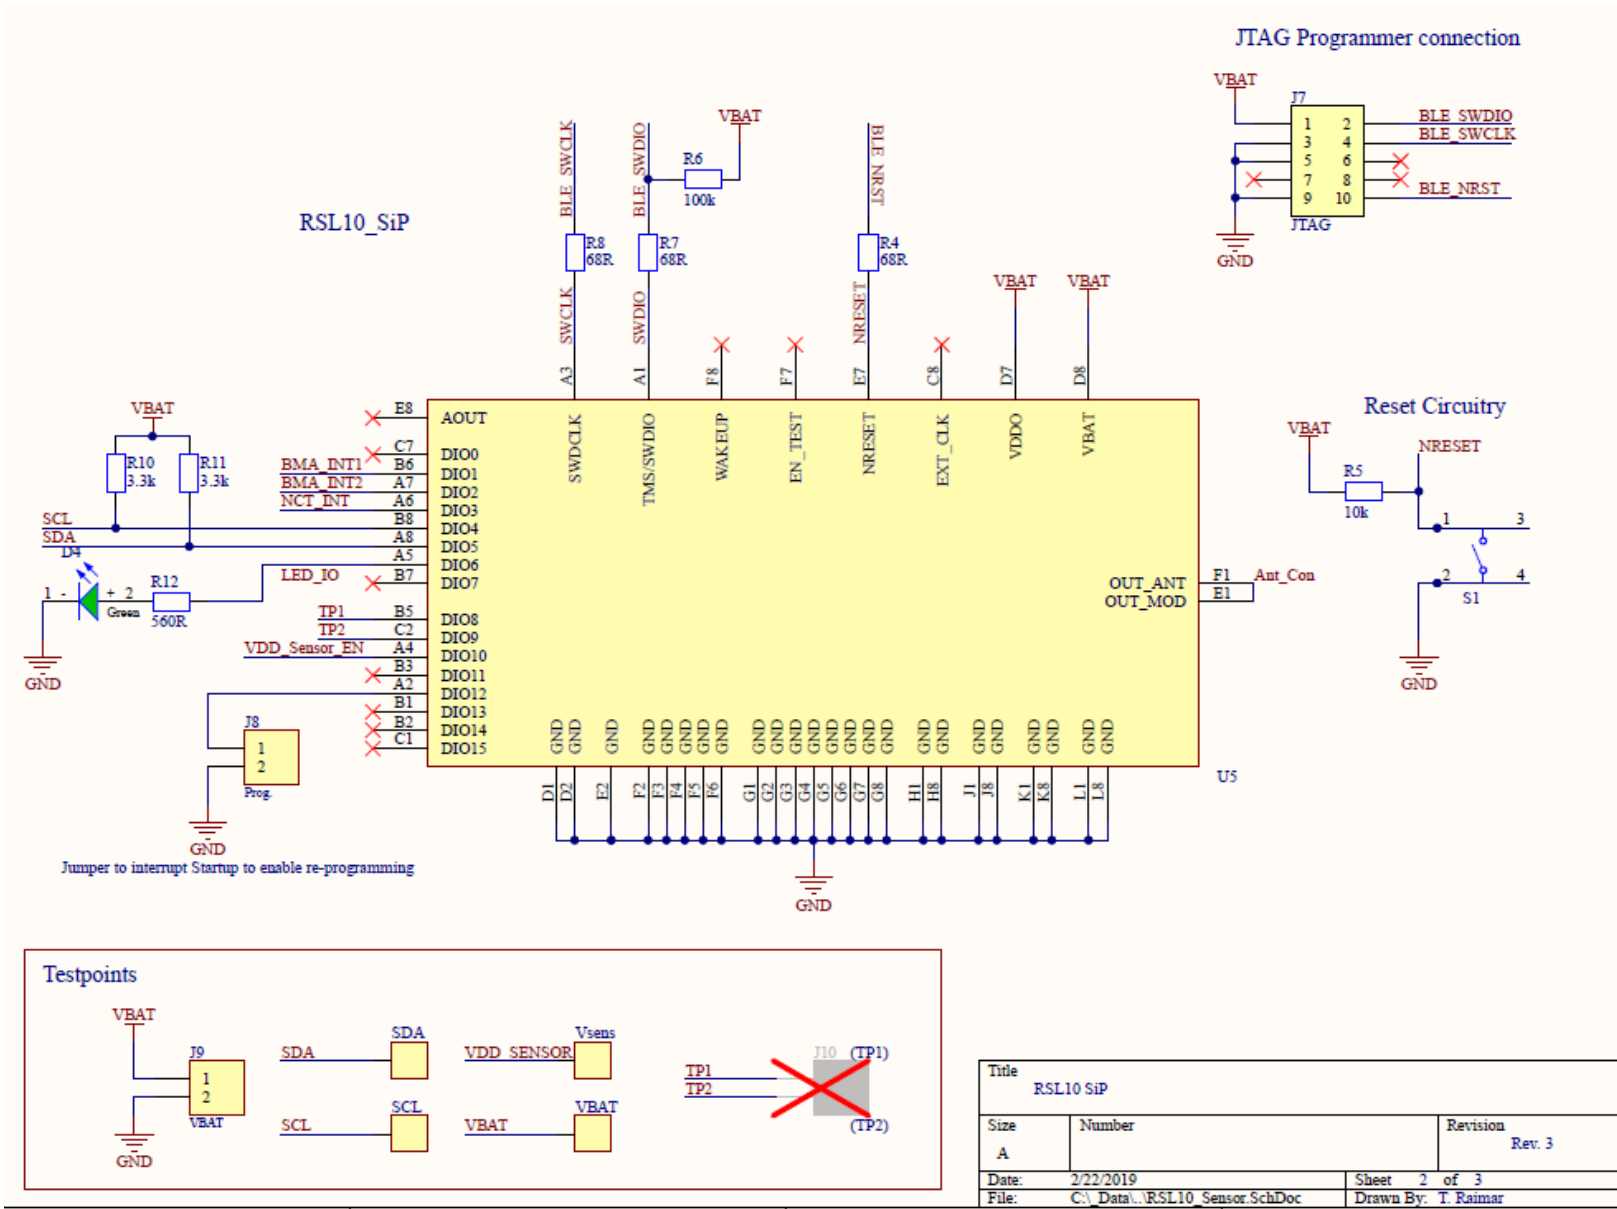 JTAG Programmer connection
VBAT
J7
1 2 BLE_SWDIO
3 4 BLE_SWCLK
5 6
7 8
9 10 BLE_NRST
JTAG
GND
RSL10_SiP
BLE_SWCLK
BLE_SWDIO
VBAT
R6
100k
BLE_NRST
R8
68R
R7
68R
R4
68R
SWCLK
SWDIO
NRESET
VBAT
VBAT
A3
A1
F8
F7
E7
C8
D7
D8
SWDCLK
TMS/SWDIO
WAKEUP
EN_TEST
NRESET
EXT_CLK
VDDO
VBAT
VBAT
R10
3.3k
R11
3.3k
E8 AOUT
C7 DIO0
BMA_INT1 B6 DIO1
BMA_INT2 A7 DIO2
NCT_INT A6 DIO3
SCL B8 DIO4
SDA A8 DIO5
LED_IO A5 DIO6
B7 DIO7
TP1 B5 DIO8
TP2 C2 DIO9
VDD_Sensor_EN A4 DIO10
B3 DIO11
A2 DIO12
B1 DIO13
B2 DIO14
C1 DIO15
D4
1 - + 2
Green
R12
560R
GND
J8
1
2
Prog.
GND
Jumper to interrupt Startup to enable re-programming
OUT_ANT F1 Ant_Con
OUT_MOD E1
U5
GND GND GND GND GND GND GND GND GND GND GND GND GND GND GND GND GND GND GND GND GND GND GND GND
D1 D2 E2 F2 F3 F4 F5 F6 G1 G2 G3 G4 G5 G6 G7 G8 H1 H8 J1 J8 K1 K8 L1 L8
GND
Reset Circuitry
VBAT
NRESET
R5
10k
1 3
2 4
S1
GND
Testpoints
VBAT
J9
1
2
VBAT
GND
SDA SDA
SCL SCL
VDD_SENSOR Vsens
VBAT VBAT
J10 (TP1)
TP1
TP2
(TP2)
Title
RSL10 SiP
Size Number Revision
A Rev. 3
Date: 2/22/2019 Sheet 2 of 3
File: C:\_Data\..\RSL10_Sensor.SchDoc Drawn By: T. Raimar